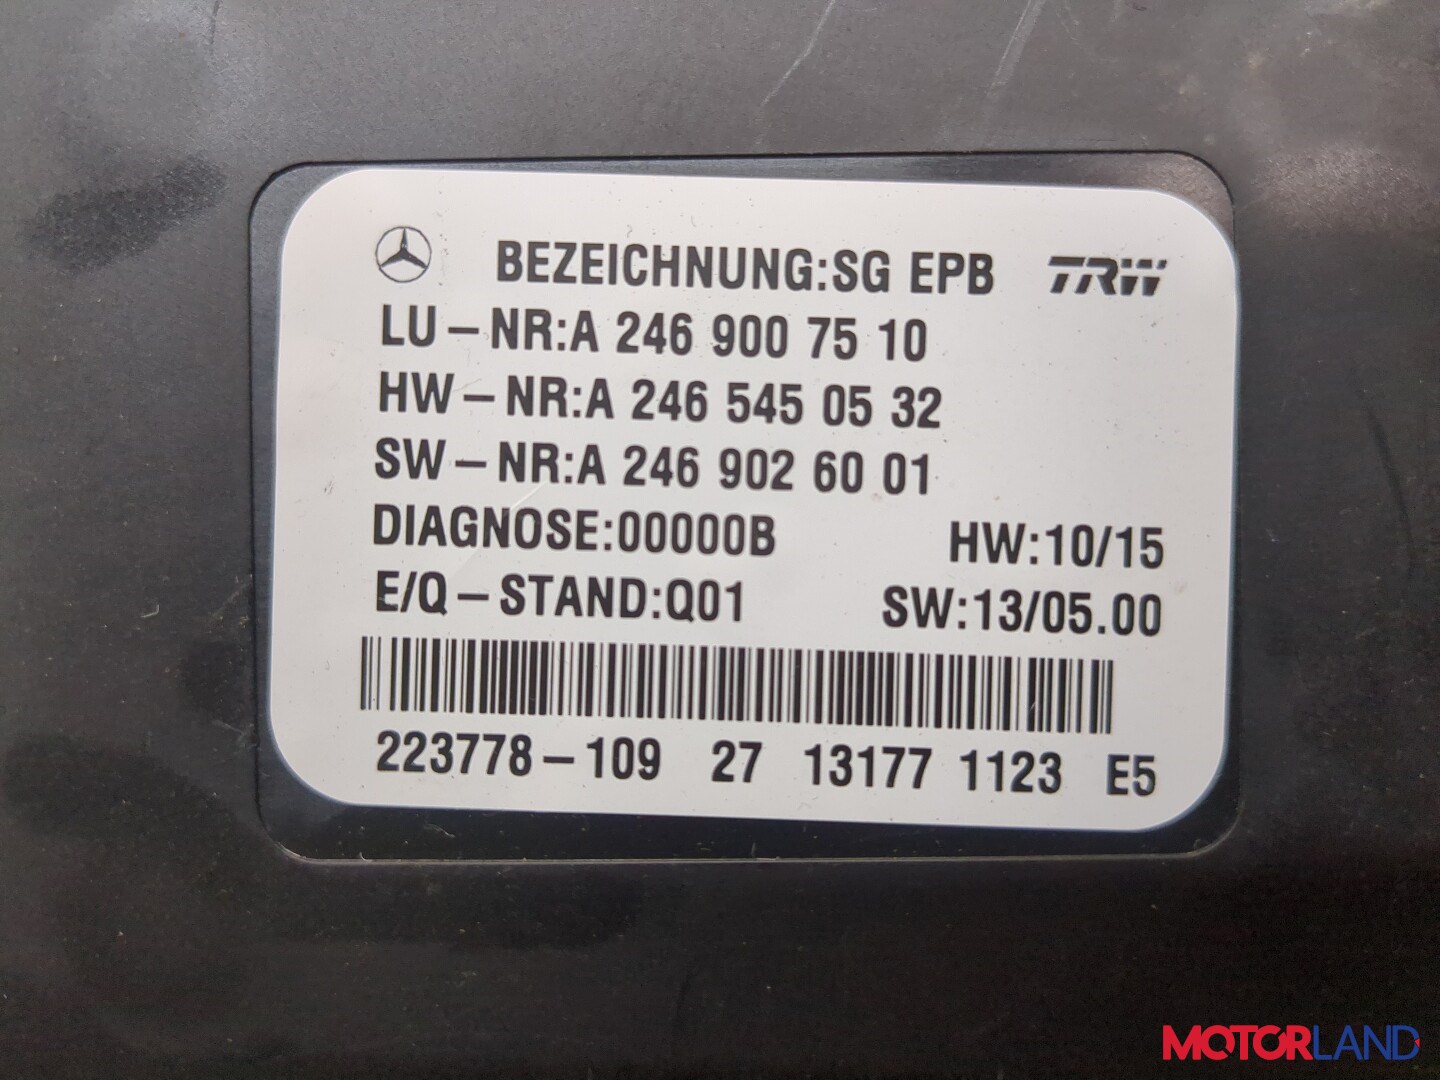 BEZEICHNUNG:SG EPB TRW
LU-NR:A 246 900 75 10
HW-NR:A 246 545 05 32
SW-NR:A 246 902 60 01
DIAGNOSE:00000B HW:10/15
E/Q-STAND:Q01 SW:13/05.00
223778-109 27 13177 1123 E5
MOTORLAND